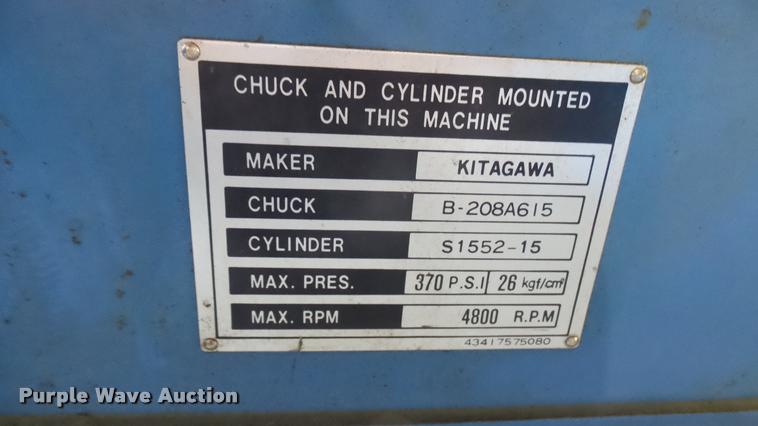 CHUCK AND CYLINDER MOUNTED
ON THIS MACHINE
MAKER KITAGAWA
CHUCK B-208A615
CYLINDER S1552-15
MAX. PRES. 370 P.S.I 26 kgf/cm²
MAX. RPM 4800 R.P.M
43417575080
Purple Wave Auction